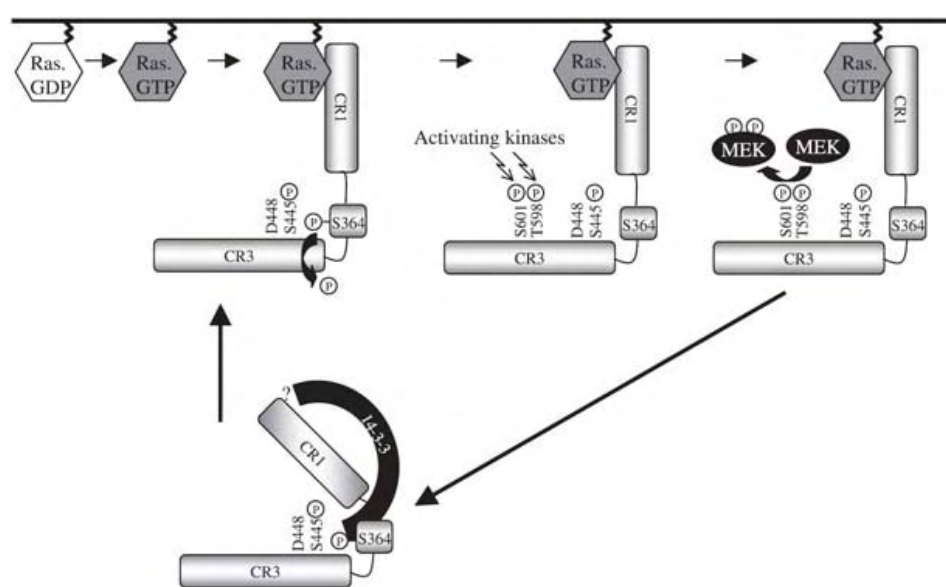 Ras.
GDP
Ras.
GTP
Ras.
GTP
CR1
D448
S445
P
P
S364
CR3
P
Ras.
GTP
CR1
Activating kinases
P
P
S601
T598
D448
S445
P
S364
CR3
Ras.
GTP
CR1
P
P
MEK
MEK
P
P
S601
T598
D448
S445
P
S364
CR3
?
14-3-3
CR1
D448
S445
P
P
S364
CR3